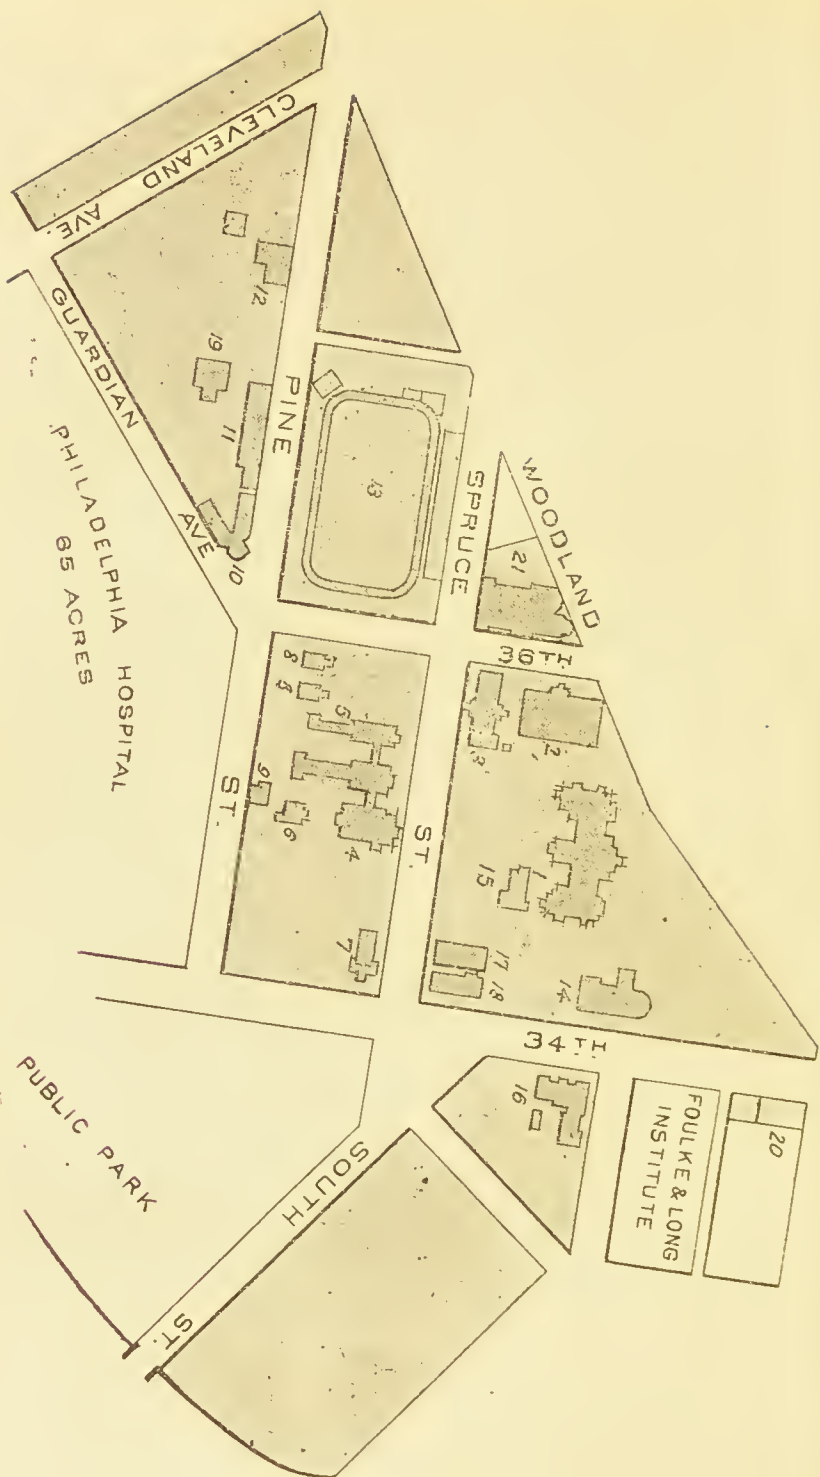 CLEVELAND AVE.
GUARDIAN AVE
PINE ST.
SPRUCE ST.
WOODLAND
36TH
34TH
SOUTH ST.
PHILADELPHIA HOSPITAL
65 ACRES
PUBLIC PARK
FOULKE & LONG
INSTITUTE
12
19
11
10
13
21
8
8
5
9
6
4
7
3
2
1
15
17
18
14
16
20